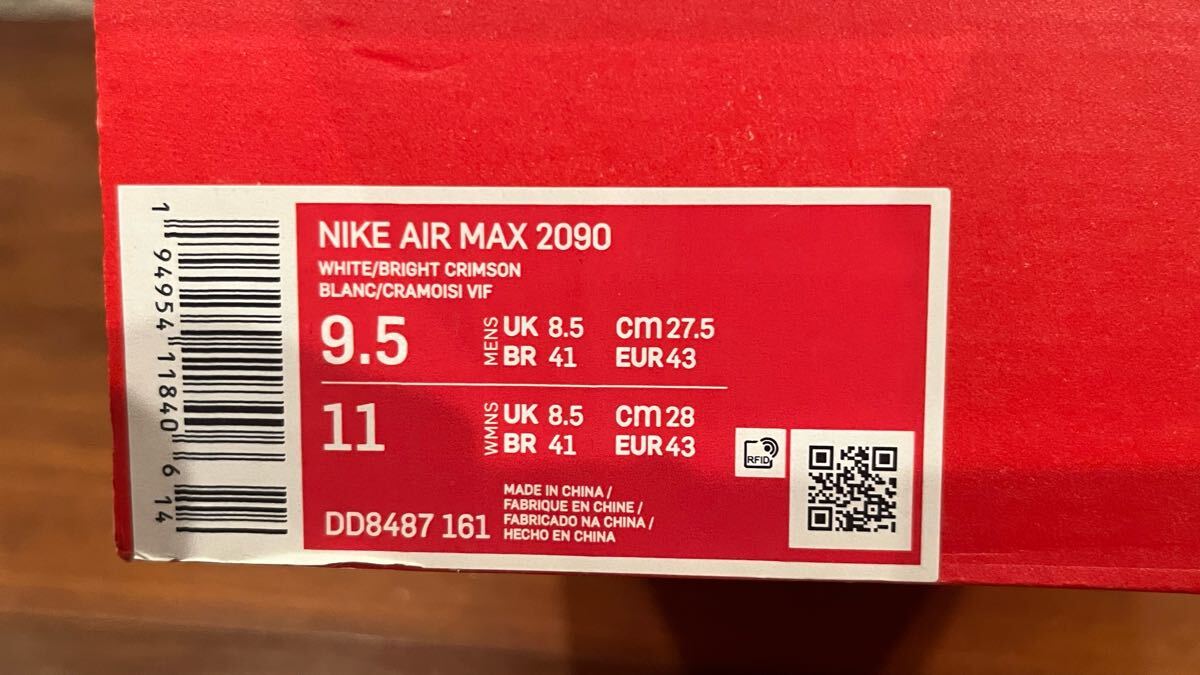 NIKE AIR MAX 2090
WHITE/BRIGHT CRIMSON
BLANC/CRAMOISI VIF
9.5 MENS UK 8.5 cm 27.5
BR 41 EUR 43
11 WMNS UK 8.5 cm 28
BR 41 EUR 43
RFID
DD8487 161
MADE IN CHINA /
FABRIQUE EN CHINE /
FABRICADO NA CHINA /
HECHO EN CHINA
1 94954 11840 6 14